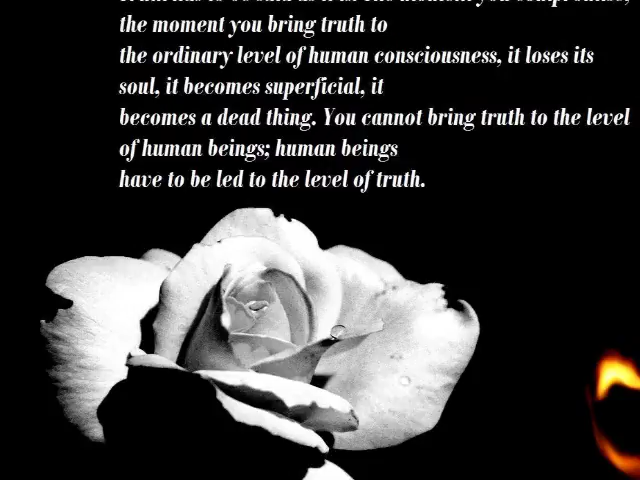 the moment you bring truth to
the ordinary level of human consciousness, it loses its
soul, it becomes superficial, it
becomes a dead thing. You cannot bring truth to the level
of human beings; human beings
have to be led to the level of truth.